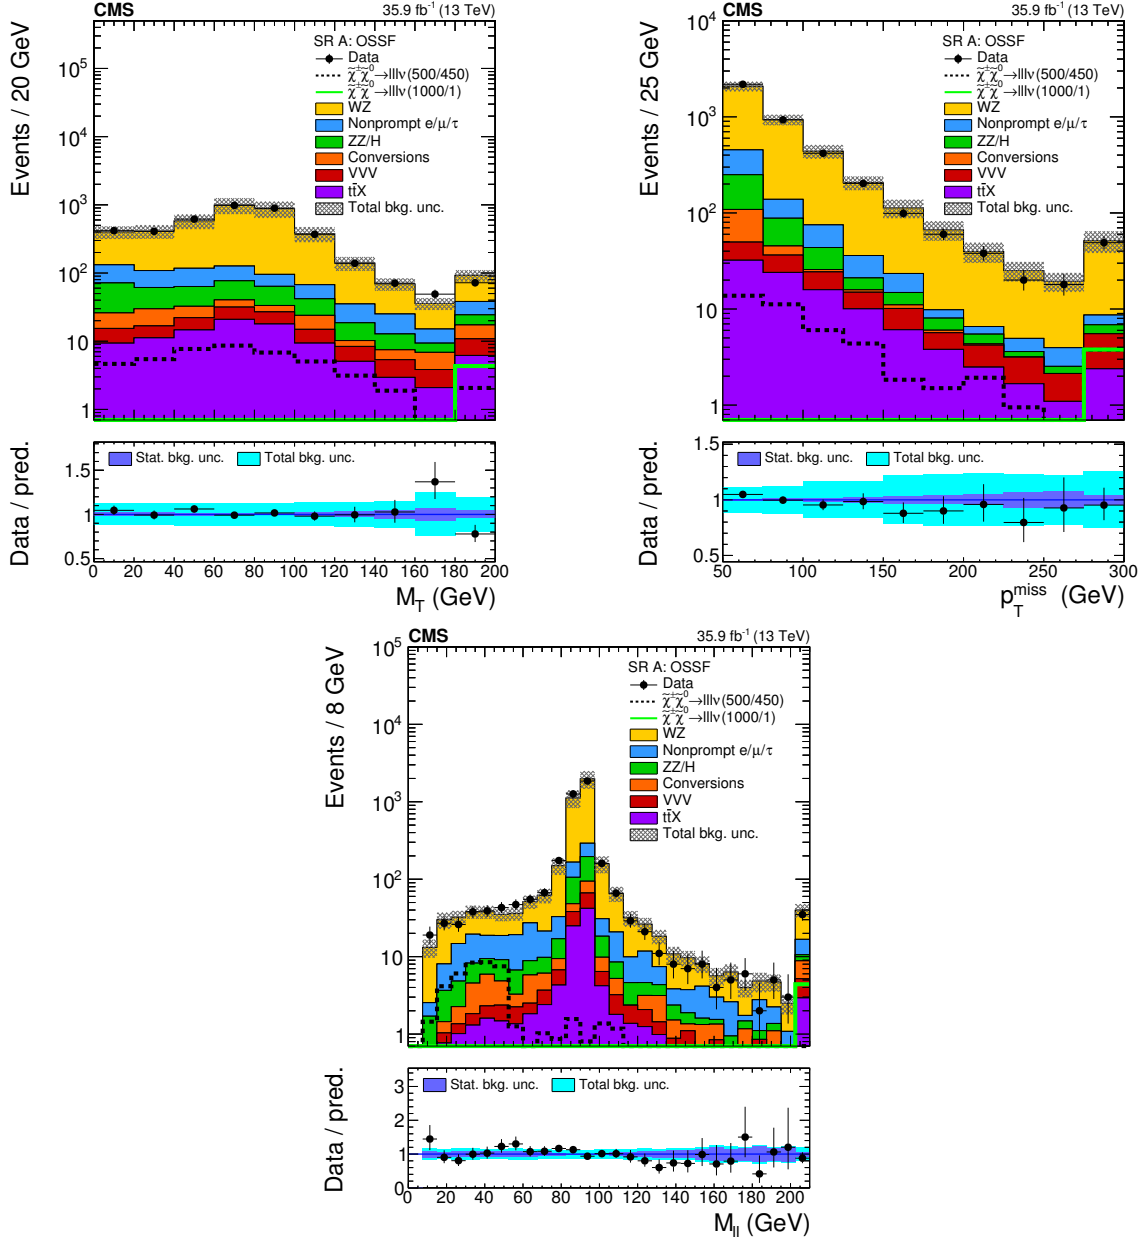 CMS 35.9 fb⁻¹ (13 TeV)
Events / 20 GeV
10⁵
10⁴
10³
10²
10
1
SR A: OSSF
Data
χ̃±χ̃⁰→lllν(500/450)
χ̃±χ̃⁰→lllν(1000/1)
WZ
Nonprompt e/μ/τ
ZZ/H
Conversions
VVV
tt̄X
Total bkg. unc.
Data / pred.
1.5
1
0.5
Stat. bkg. unc. Total bkg. unc.
0 20 40 60 80 100 120 140 160 180 200
M_T (GeV)
CMS 35.9 fb⁻¹ (13 TeV)
Events / 25 GeV
10⁴
10³
10²
10
1
SR A: OSSF
Data
χ̃±χ̃⁰→lllν(500/450)
χ̃±χ̃⁰→lllν(1000/1)
WZ
Nonprompt e/μ/τ
ZZ/H
Conversions
VVV
tt̄X
Total bkg. unc.
Data / pred.
1.5
1.0
0.5
Stat. bkg. unc. Total bkg. unc.
50 100 150 200 250 300
p_T^miss (GeV)
CMS 35.9 fb⁻¹ (13 TeV)
Events / 8 GeV
10⁵
10⁴
10³
10²
10
1
SR A: OSSF
Data
χ̃±χ̃⁰→lllν(500/450)
χ̃±χ̃⁰→lllν(1000/1)
WZ
Nonprompt e/μ/τ
ZZ/H
Conversions
VVV
tt̄X
Total bkg. unc.
Data / pred.
3
2
1
0
Stat. bkg. unc. Total bkg. unc.
0 20 40 60 80 100 120 140 160 180 200
M_ll (GeV)